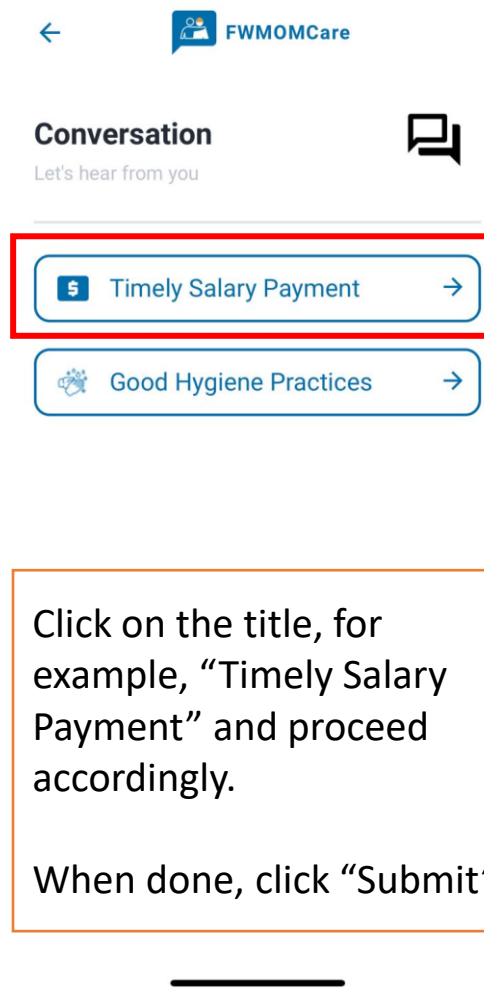 FWMOMCare
Conversation
Let's hear from you
$ Timely Salary Payment
Good Hygiene Practices
Click on the title, for
example, “Timely Salary
Payment” and proceed
accordingly.
When done, click “Submit”